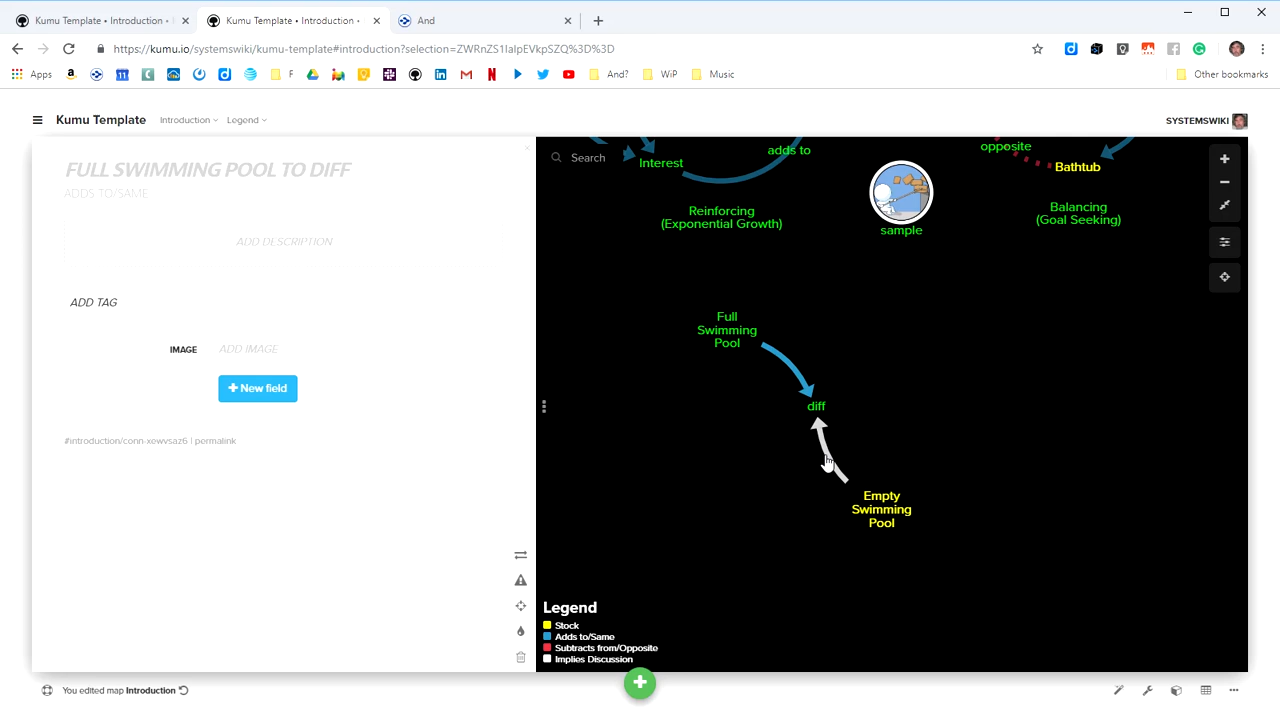 Kumu Template • Introduction •
Kumu Template • Introduction •
And
https://kumu.io/systemswiki/kumu-template#introduction?selection=ZWRnZS1IalpEVkpSZQ%3D%3D
Apps
F
And?
WiP
Music
Other bookmarks
Kumu Template
Introduction
Legend
SYSTEMSWIKI
FULL SWIMMING POOL TO DIFF
ADDS TO/SAME
ADD DESCRIPTION
ADD TAG
IMAGE
ADD IMAGE
New field
#introduction/conn-xewvsaz6 | permalink
Search
Interest
adds to
opposite
Bathtub
Reinforcing
(Exponential Growth)
sample
Balancing
(Goal Seeking)
Full
Swimming
Pool
diff
Empty
Swimming
Pool
Legend
Stock
Adds to/Same
Subtracts from/Opposite
Implies Discussion
You edited map Introduction